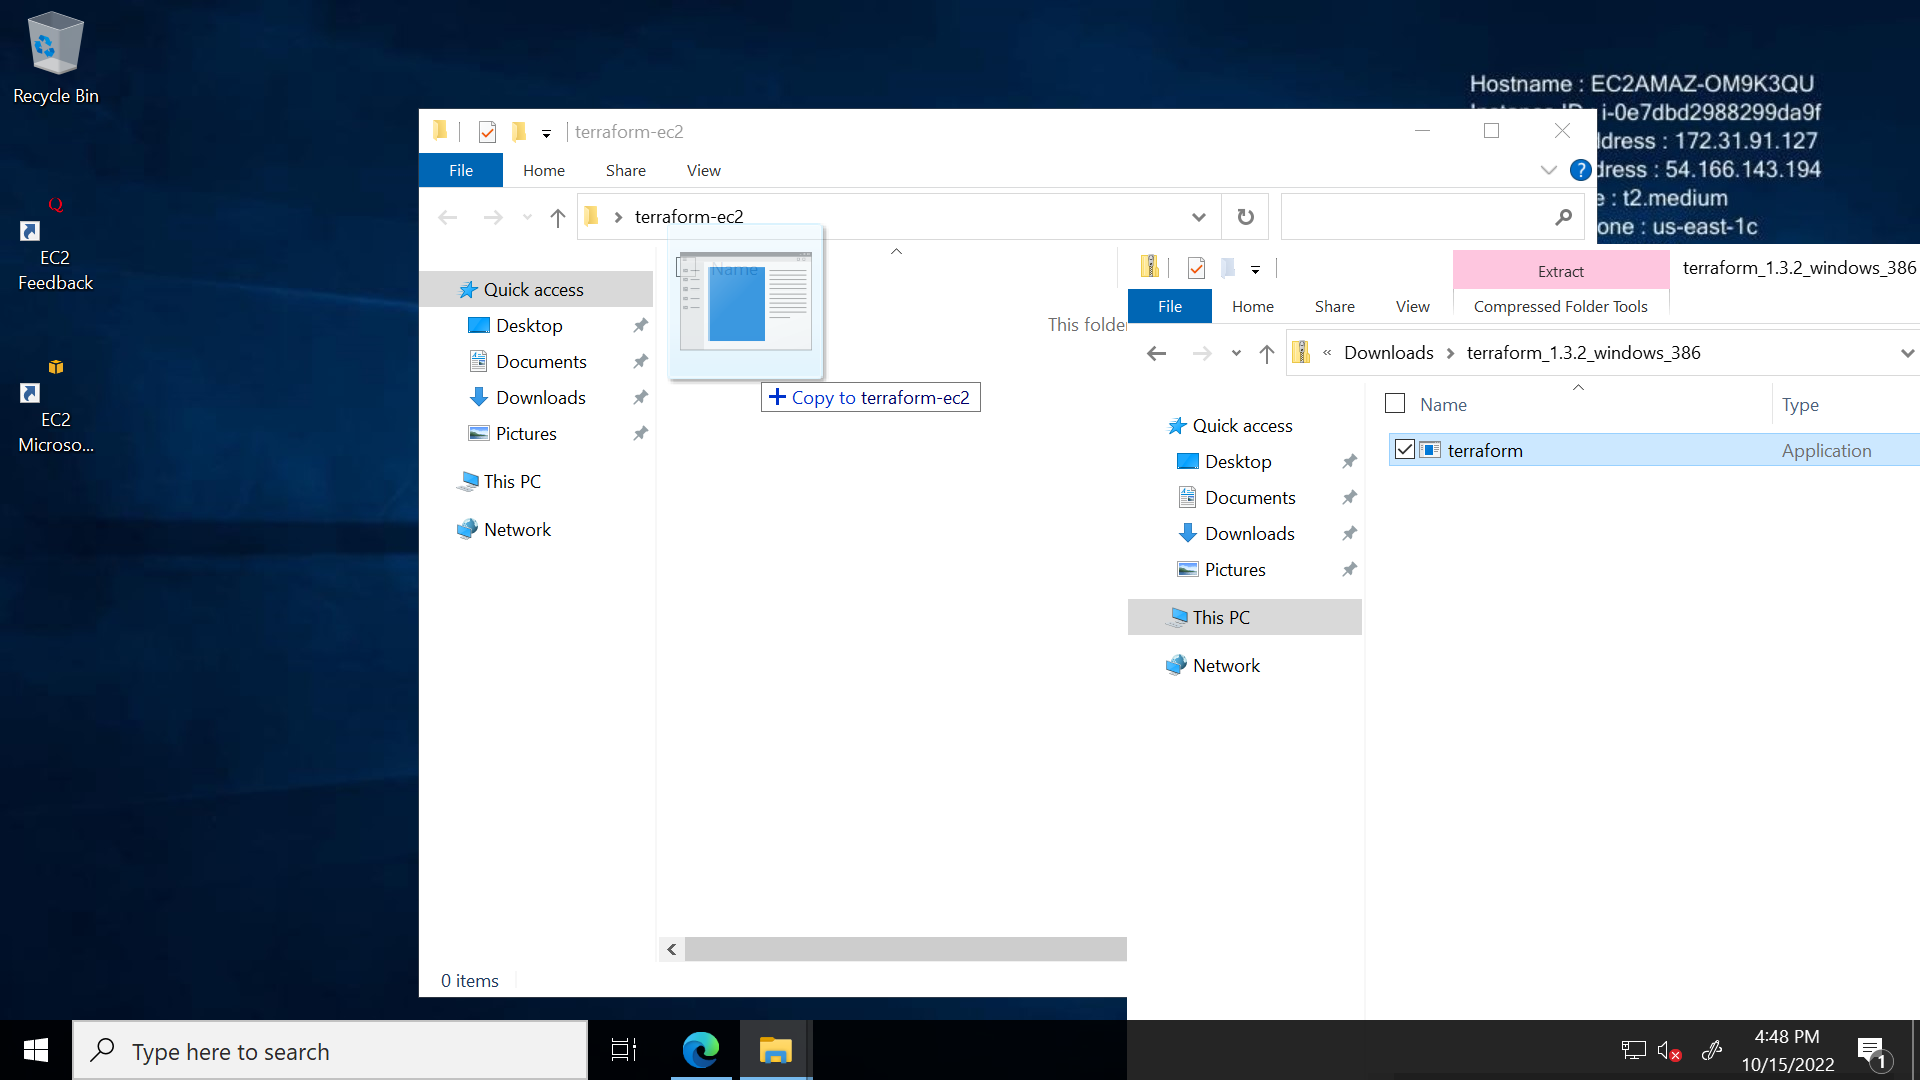 Recycle Bin
EC2
Feedback
EC2
Microso...
Hostname : EC2AMAZ-OM9K3QU
i-0e7dbd2988299da9f
ddress : 172.31.91.127
dress : 54.166.143.194
e : t2.medium
one : us-east-1c
terraform-ec2
File Home Share View
terraform-ec2
Name
Quick access
Desktop
Documents
Downloads
Pictures
This PC
Network
This folder
Copy to terraform-ec2
0 items
Extract
terraform_1.3.2_windows_386
File Home Share View Compressed Folder Tools
« Downloads > terraform_1.3.2_windows_386
Name Type
terraform Application
Quick access
Desktop
Documents
Downloads
Pictures
This PC
Network
Type here to search
4:48 PM
10/15/2022
1